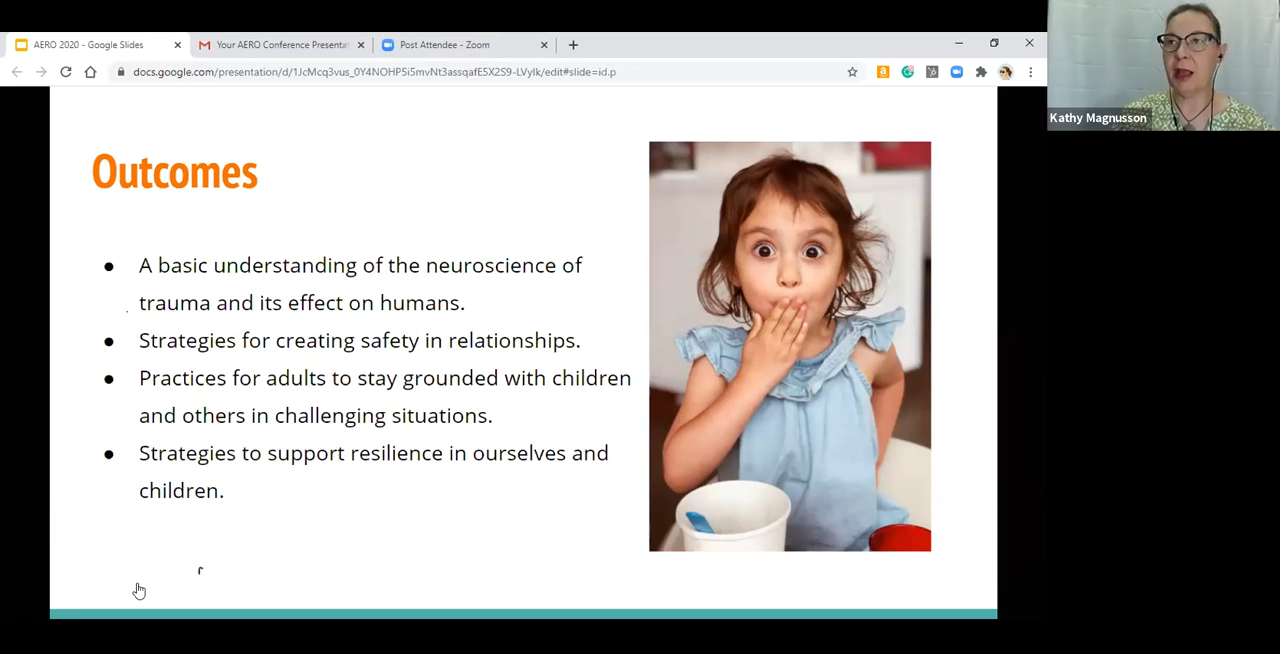 AERO 2020 - Google Slides
Your AERO Conference Presentat
Post Attendee - Zoom
docs.google.com/presentation/d/1JcMcq3vus_0Y4NOHP5i5mvNt3assqafE5X2S9-LVylk/edit#slide=id.p
Kathy Magnusson
Outcomes
● A basic understanding of the neuroscience of
trauma and its effect on humans.
● Strategies for creating safety in relationships.
● Practices for adults to stay grounded with children
and others in challenging situations.
● Strategies to support resilience in ourselves and
children.